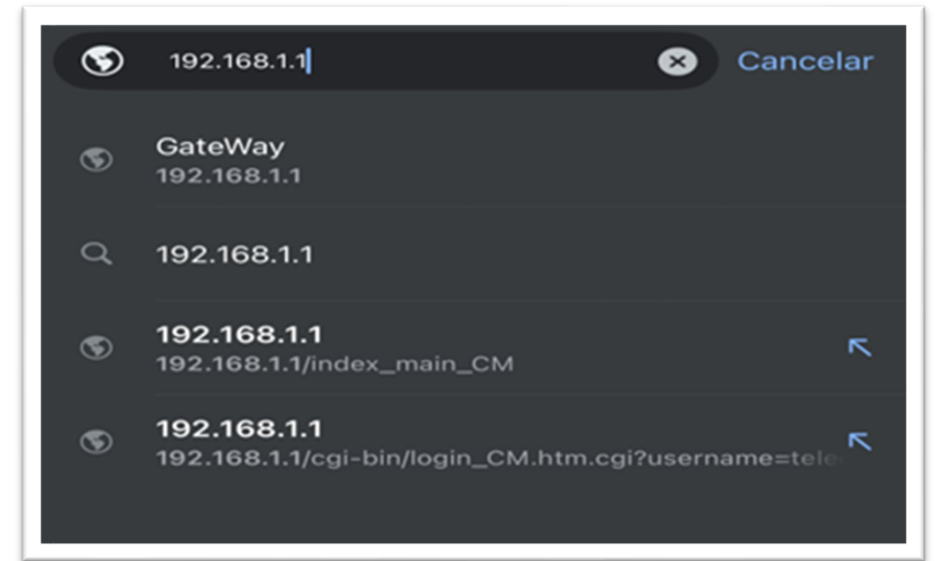 192.168.1.1
Cancelar
GateWay
192.168.1.1
192.168.1.1
192.168.1.1
192.168.1.1/index_main_CM
192.168.1.1
192.168.1.1/cgi-bin/login_CM.htm.cgi?username=tele